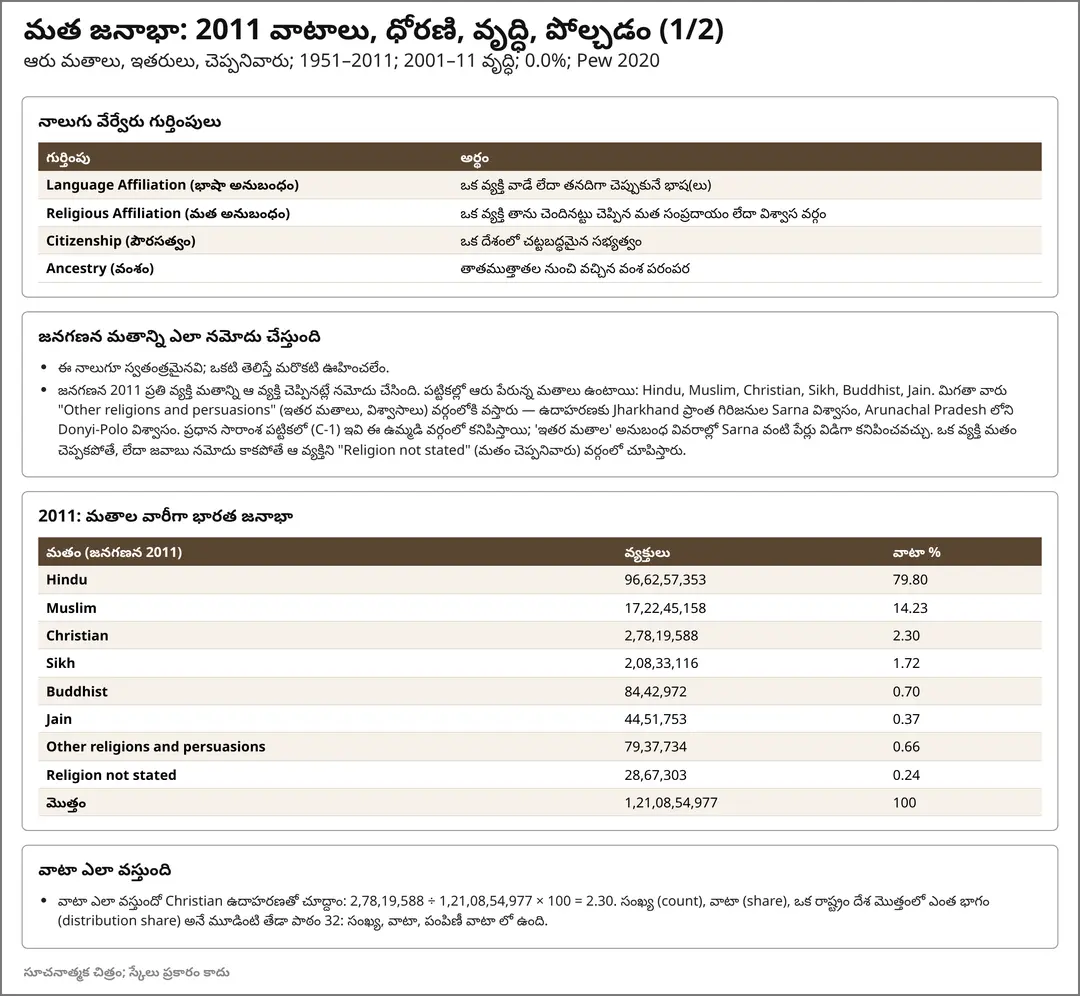 మత జనాభా: 2011 వాటాలు, ధోరణి, వృద్ధి, పోల్చడం (1/2)
ఆరు మతాలు, ఇతరులు, చెప్పనివారు; 1951–2011; 2001–11 వృద్ధి; 0.0%; Pew 2020
నాలుగు వేర్వేరు గుర్తింపులు
గుర్తింపు అర్థం
Language Affiliation (భాషా అనుబంధం) ఒక వ్యక్తి వాడే లేదా తనదిగా చెప్పుకునే భాష(లు)
Religious Affiliation (మత అనుబంధం) ఒక వ్యక్తి తాను చెందినట్టు చెప్పిన మత సంప్రదాయం లేదా విశ్వాస వర్గం
Citizenship (పౌరసత్వం) ఒక దేశంలో చట్టబద్ధమైన సభ్యత్వం
Ancestry (వంశం) తాతముత్తాతల నుంచి వచ్చిన వంశ పరంపర
జనగణన మతాన్ని ఎలా నమోదు చేస్తుంది
• ఈ నాలుగూ స్వతంత్రమైనవి; ఒకటి తెలిస్తే మరొకటి ఊహించలేం.
• జనగణన 2011 ప్రతి వ్యక్తి మతాన్ని ఆ వ్యక్తి చెప్పినట్లే నమోదు చేసింది. పట్టికల్లో ఆరు పేరున్న మతాలు ఉంటాయి: Hindu, Muslim, Christian, Sikh, Buddhist, Jain. మిగతా వారు
"Other religions and persuasions" (ఇతర మతాలు, విశ్వాసాలు) వర్గంలోకి వస్తారు — ఉదాహరణకు Jharkhand ప్రాంత గిరిజనుల Sarna విశ్వాసం, Arunachal Pradesh లోని
Donyi-Polo విశ్వాసం. ప్రధాన సారాంశ పట్టికలో (C-1) ఇవి ఈ ఉమ్మడి వర్గంలో కనిపిస్తాయి; 'ఇతర మతాల' అనుబంధ వివరాల్లో Sarna వంటి పేర్లు విడిగా కనిపించవచ్చు. ఒక వ్యక్తి మతం
చెప్పకపోతే, లేదా జవాబు నమోదు కాకపోతే ఆ వ్యక్తిని "Religion not stated" (మతం చెప్పనివారు) వర్గంలో చూపిస్తారు.
2011: మతాల వారీగా భారత జనాభా
మతం (జనగణన 2011) వ్యక్తులు వాటా %
Hindu 96,62,57,353 79.80
Muslim 17,22,45,158 14.23
Christian 2,78,19,588 2.30
Sikh 2,08,33,116 1.72
Buddhist 84,42,972 0.70
Jain 44,51,753 0.37
Other religions and persuasions 79,37,734 0.66
Religion not stated 28,67,303 0.24
మొత్తం 1,21,08,54,977 100
వాటా ఎలా వస్తుంది
• వాటా ఎలా వస్తుందో Christian ఉదాహరణతో చూద్దాం: 2,78,19,588 ÷ 1,21,08,54,977 × 100 = 2.30. సంఖ్య (count), వాటా (share), ఒక రాష్ట్రం దేశ మొత్తంలో ఎంత భాగం
(distribution share) అనే మూడింటి తేడా పాఠం 32: సంఖ్య, వాటా, పంపిణీ వాటా లో ఉంది.
సూచనాత్మక చిత్రం; స్కేలు ప్రకారం కాదు